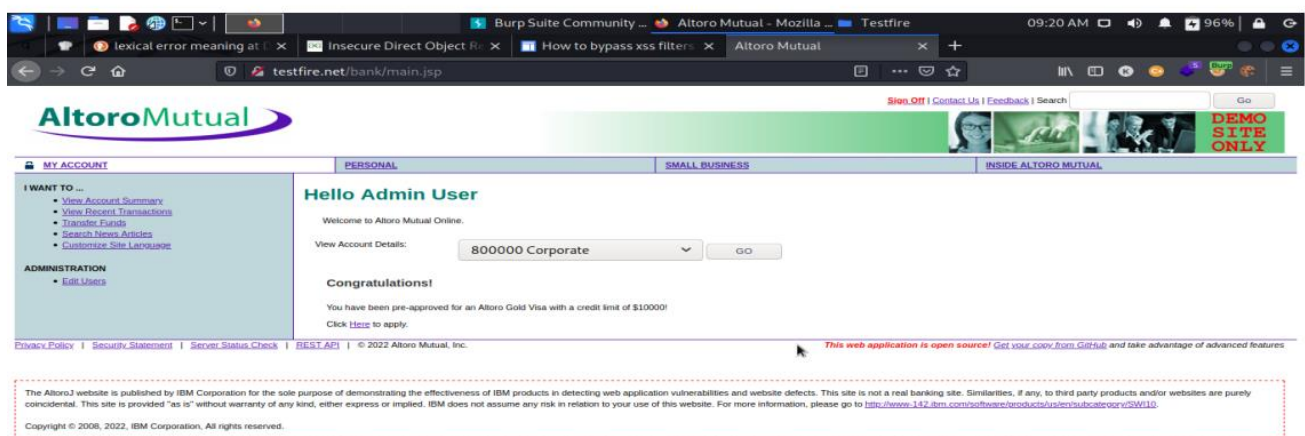 Burp Suite Community ... Altoro Mutual - Mozilla ... Testfire 09:20 AM 96%
lexical error meaning at Insecure Direct Object Re How to bypass xss filters Altoro Mutual
testfire.net/bank/main.jsp
Sign Off | Contact Us | Feedback | Search Go
AltoroMutual
DEMO
SITE
ONLY
MY ACCOUNT PERSONAL SMALL BUSINESS INSIDE ALTORO MUTUAL
I WANT TO ...
View Account Summary
View Recent Transactions
Transfer Funds
Search News Articles
Customize Site Language
ADMINISTRATION
Edit Users
Hello Admin User
Welcome to Altoro Mutual Online.
View Account Details: 800000 Corporate GO
Congratulations!
You have been pre-approved for an Altoro Gold Visa with a credit limit of $10000!
Click Here to apply.
Privacy Policy | Security Statement | Server Status Check | REST API | © 2022 Altoro Mutual, Inc. This web application is open source! Get your copy from GitHub and take advantage of advanced features
The AltoroJ website is published by IBM Corporation for the sole purpose of demonstrating the effectiveness of IBM products in detecting web application vulnerabilities and website defects. This site is not a real banking site. Similarities, if any, to third party products and/or websites are purely
coincidental. This site is provided "as is" without warranty of any kind, either express or implied. IBM does not assume any risk in relation to your use of this website. For more information, please go to http://www-142.ibm.com/software/products/us/en/subcategory/SWI10.
Copyright © 2008, 2022, IBM Corporation, All rights reserved.